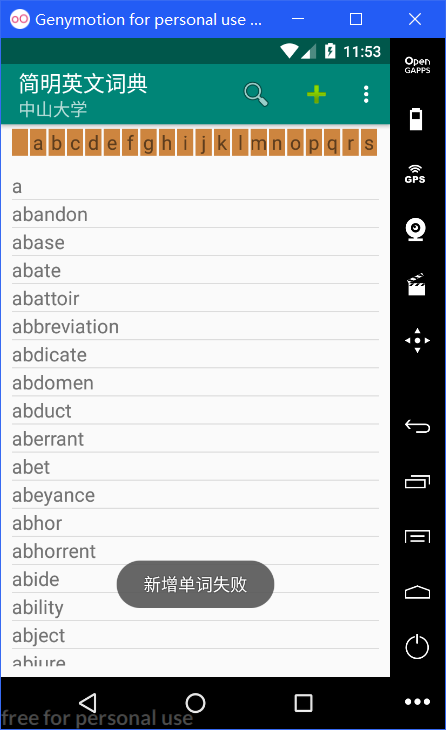 Genymotion for personal use ...
Open
GAPPS
11:53
简明英文词典
中山大学
GPS
a b c d e f g h i j k l m n o p q r s
a
abandon
abase
abate
abattoir
abbreviation
abdicate
abdomen
abduct
aberrant
abet
abeyance
abhor
abhorrent
abide
新增单词失败
ability
abject
abjure
free for personal use